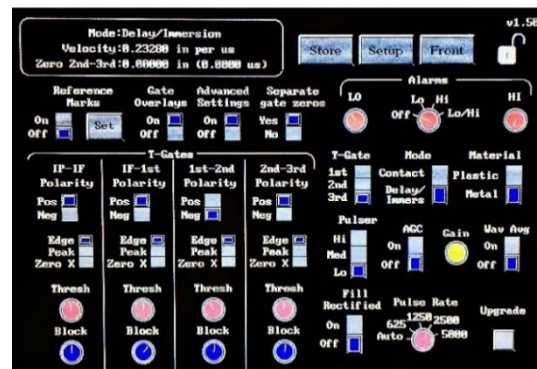 v1.50
Mode:Delay/Immersion
Velocity:0.23280 in per us
Zero 2nd-3rd:0.00000 in (0.0000 us)
Store Setup Front
Alarms
LO Off Lo Hi Lo/Hi HI
Reference Marks
On
Off
Set
Gate Overlays
On
Off
Advanced Settings
On
Off
Separate gate zeros
Yes
No
T-Gates
IP-IF IF-1st 1st-2nd 2nd-3rd
Polarity Polarity Polarity Polarity
Pos Pos Pos Pos
Neg Neg Neg Neg
Edge Edge Edge Edge
Peak Peak Peak Peak
Zero X Zero X Zero X Zero X
Thresh Thresh Thresh Thresh
Block Block Block Block
T-Gate
1st
2nd
3rd
Mode
Contact
Delay/
Immers
Material
Plastic
Metal
Pulser
Hi
Med
Lo
AGC
On
Off
Gain
Wav Avg
On
Off
Fill
Rectified
On
Off
Pulse Rate
Auto 625 1250 2500 5000
Upgrade